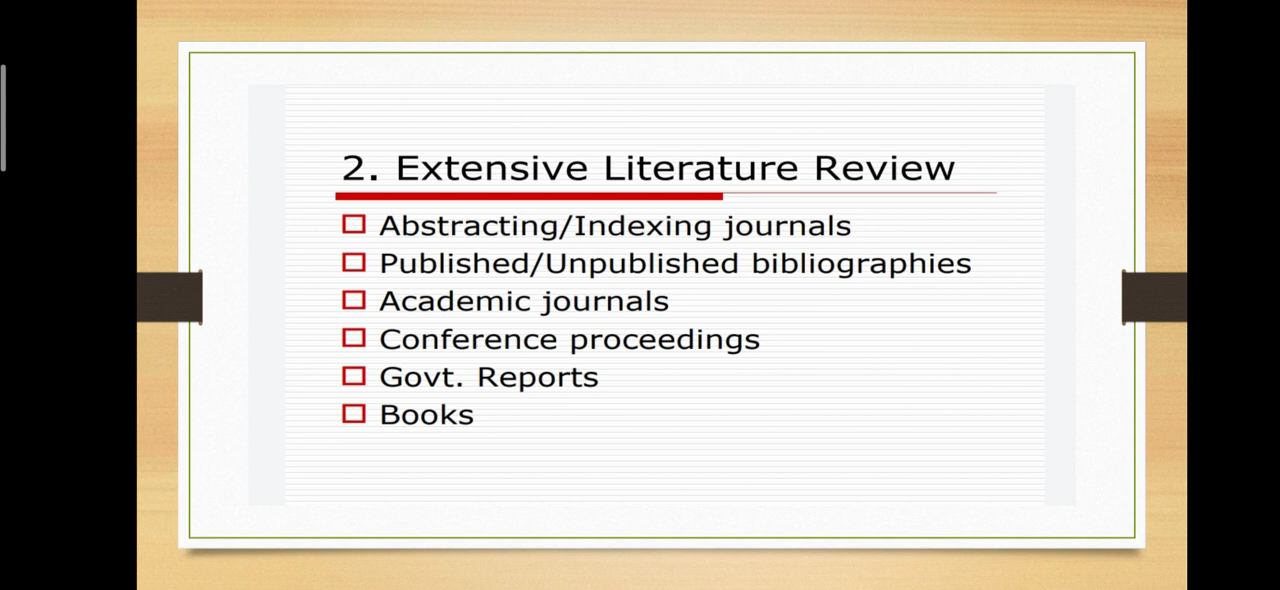 2. Extensive Literature Review
Abstracting/Indexing journals
Published/Unpublished bibliographies
Academic journals
Conference proceedings
Govt. Reports
Books